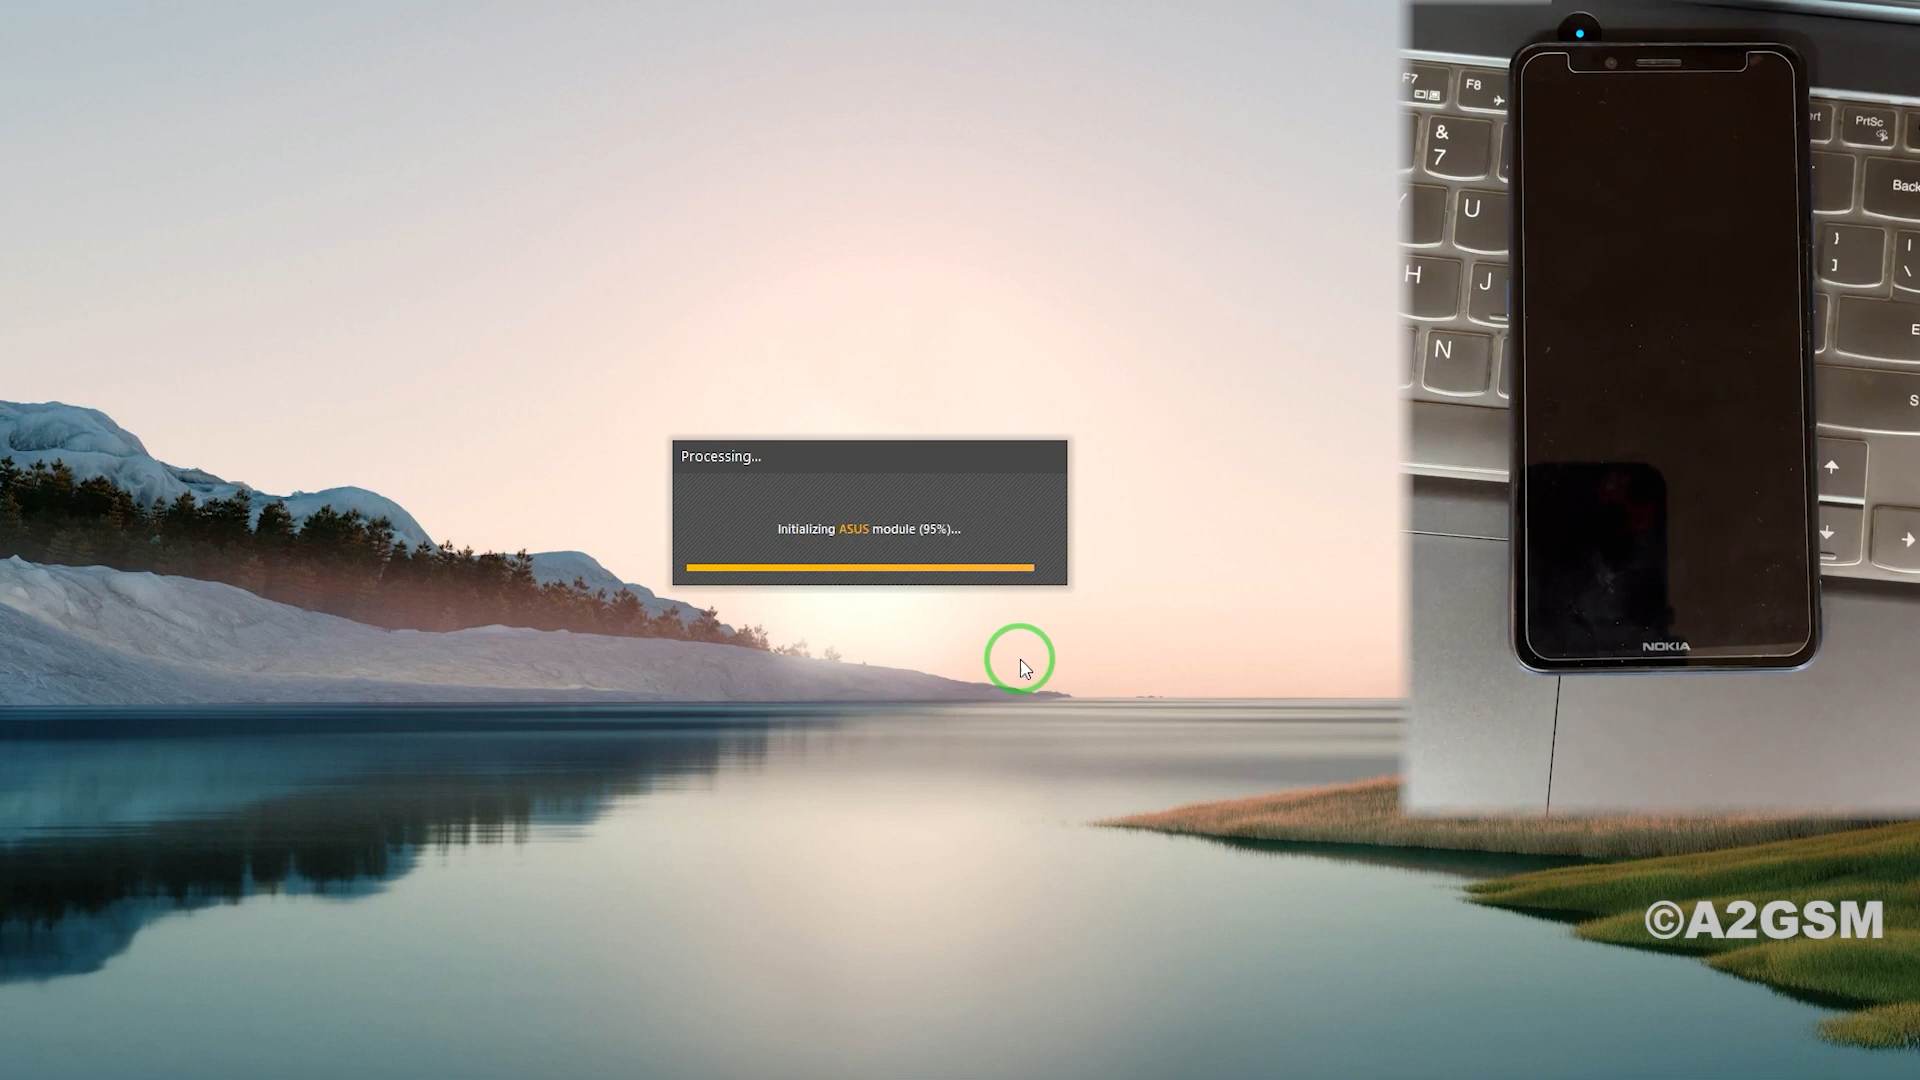 Processing...
Initializing ASUS module (95%)...
F7
F8
PrtSc
&
7
Back
U
}
]
H
J
N
NOKIA
©A2GSM